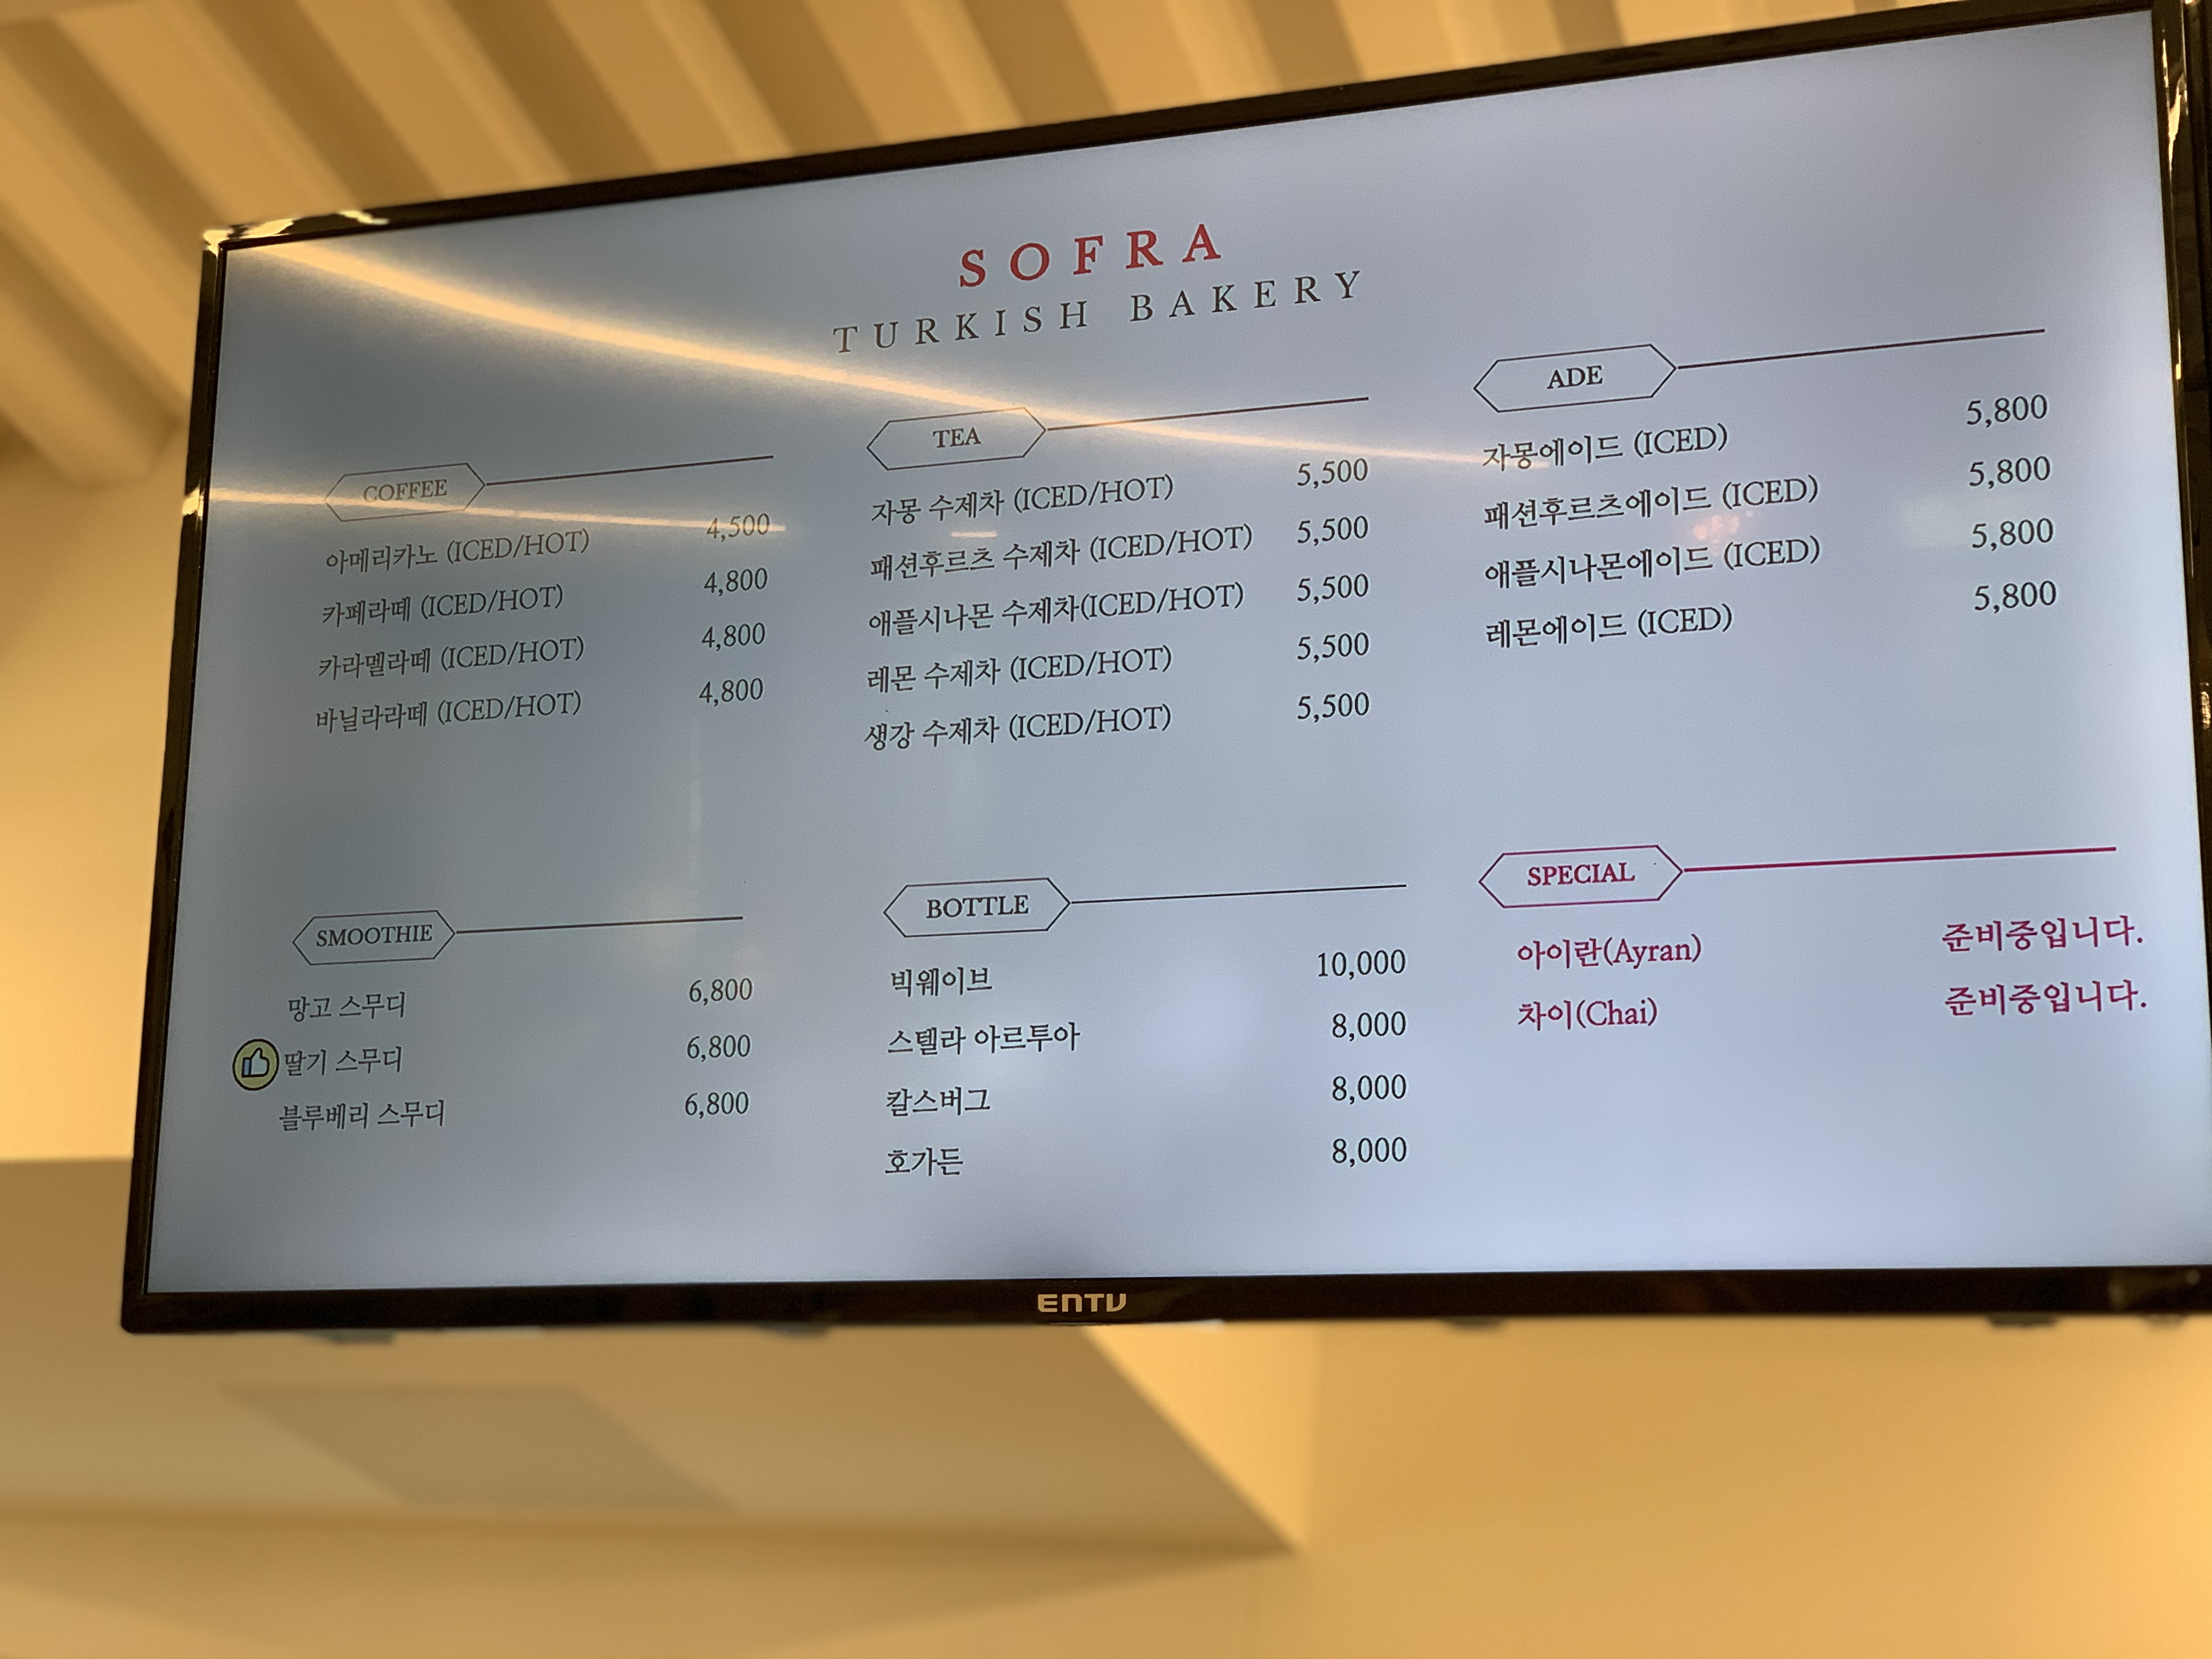 SOFRA
TURKISH BAKERY
COFFEE
아메리카노 (ICED/HOT) 4,500
카페라떼 (ICED/HOT) 4,800
카라멜라떼 (ICED/HOT) 4,800
바닐라라떼 (ICED/HOT) 4,800
TEA
자몽 수제차 (ICED/HOT) 5,500
패션후르츠 수제차 (ICED/HOT) 5,500
애플시나몬 수제차(ICED/HOT) 5,500
레몬 수제차 (ICED/HOT) 5,500
생강 수제차 (ICED/HOT) 5,500
ADE
자몽에이드 (ICED) 5,800
패션후르츠에이드 (ICED) 5,800
애플시나몬에이드 (ICED) 5,800
레몬에이드 (ICED) 5,800
SMOOTHIE
망고 스무디 6,800
딸기 스무디 6,800
블루베리 스무디 6,800
BOTTLE
빅웨이브 10,000
스텔라 아르투아 8,000
칼스버그 8,000
호가든 8,000
SPECIAL
아이란(Ayran) 준비중입니다.
차이(Chai) 준비중입니다.
ENTV